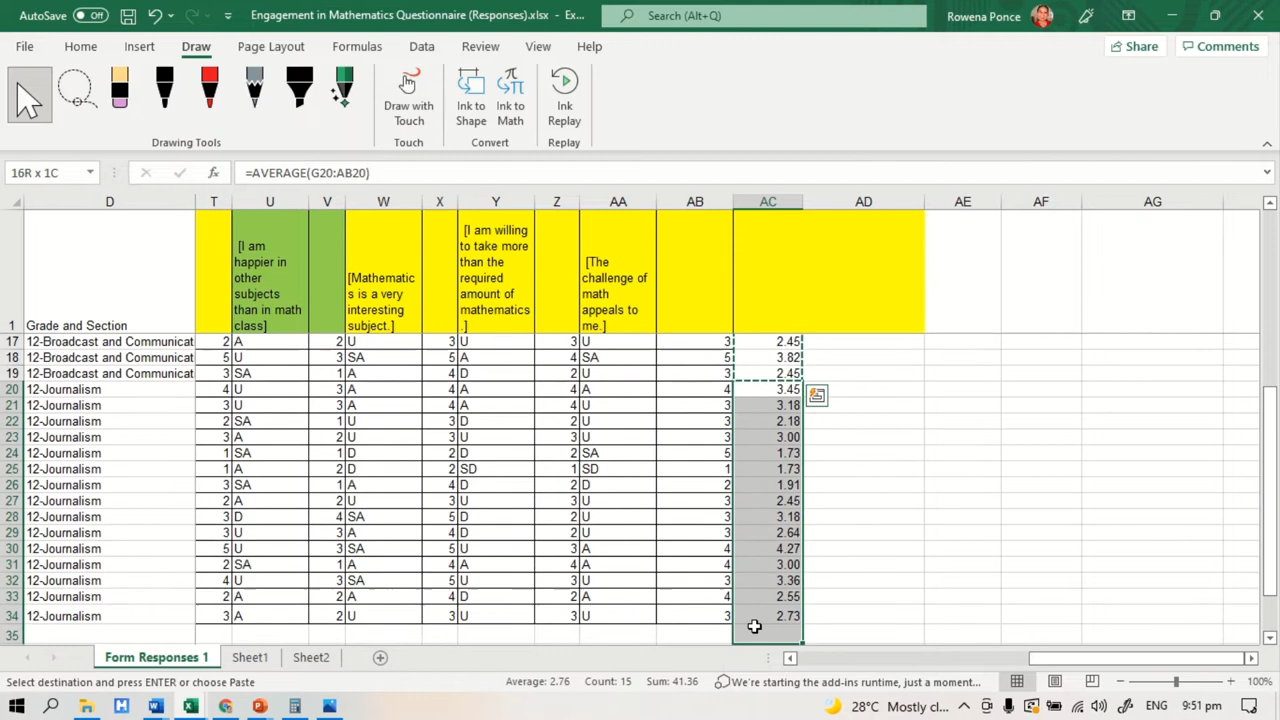 AutoSave Off Engagement in Mathematics Questionnaire (Responses).xlsx - Ex... Search (Alt+Q) Rowena Ponce
File Home Insert Draw Page Layout Formulas Data Review View Help Share Comments
Draw with Touch
Ink to Shape
Ink to Math
Ink Replay
Drawing Tools Touch Convert Replay
16R x 1C fx =AVERAGE(G20:AB20)
D T U V W X Y Z AA AB AC AD AE AF AG
1 Grade and Section
[I am
happier in
other
subjects
than in math
class]
[Mathematic
s is a very
interesting
subject.]
[I am willing
to take more
than the
required
amount of
mathematics
.]
[The
challenge of
math
appeals to
me.]
17 12-Broadcast and Communicat 2 A 2 U 3 U 3 U 3 2.45
18 12-Broadcast and Communicat 5 U 3 SA 5 A 4 SA 5 3.82
19 12-Broadcast and Communicat 3 SA 1 A 4 D 2 U 3 2.45
20 12-Journalism 4 U 3 A 4 A 4 A 4 3.45
21 12-Journalism 3 U 3 A 4 A 4 U 3 3.18
22 12-Journalism 2 SA 1 U 3 D 2 U 3 2.18
23 12-Journalism 3 A 2 U 3 U 3 U 3 3.00
24 12-Journalism 1 SA 1 D 2 D 2 SA 5 1.73
25 12-Journalism 1 A 2 D 2 SD 1 SD 1 1.73
26 12-Journalism 3 SA 1 A 4 D 2 D 2 1.91
27 12-Journalism 2 A 2 U 3 U 3 U 3 2.45
28 12-Journalism 3 D 4 SA 5 D 2 U 3 3.18
29 12-Journalism 3 U 3 A 4 D 2 U 3 2.64
30 12-Journalism 5 U 3 SA 5 U 3 A 4 4.27
31 12-Journalism 2 SA 1 A 4 A 4 A 4 3.00
32 12-Journalism 4 U 3 SA 5 U 3 U 3 3.36
33 12-Journalism 2 A 2 A 4 D 2 A 4 2.55
34 12-Journalism 3 A 2 U 3 U 3 U 3 2.73
35
Form Responses 1 Sheet1 Sheet2
Select destination and press ENTER or choose Paste Average: 2.76 Count: 15 Sum: 41.36 We're starting the add-ins runtime, just a moment... 100%
28°C Mostly cl... ENG 9:51 pm